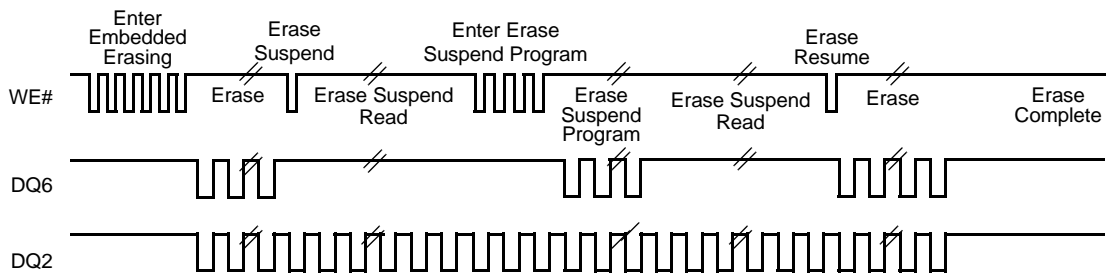 Enter
Embedded
Erasing
Erase
Suspend
Enter Erase
Suspend Program
Erase
Resume
WE#
Erase
Erase Suspend
Read
Erase
Suspend
Program
Erase Suspend
Read
Erase
Erase
Complete
DQ6
DQ2